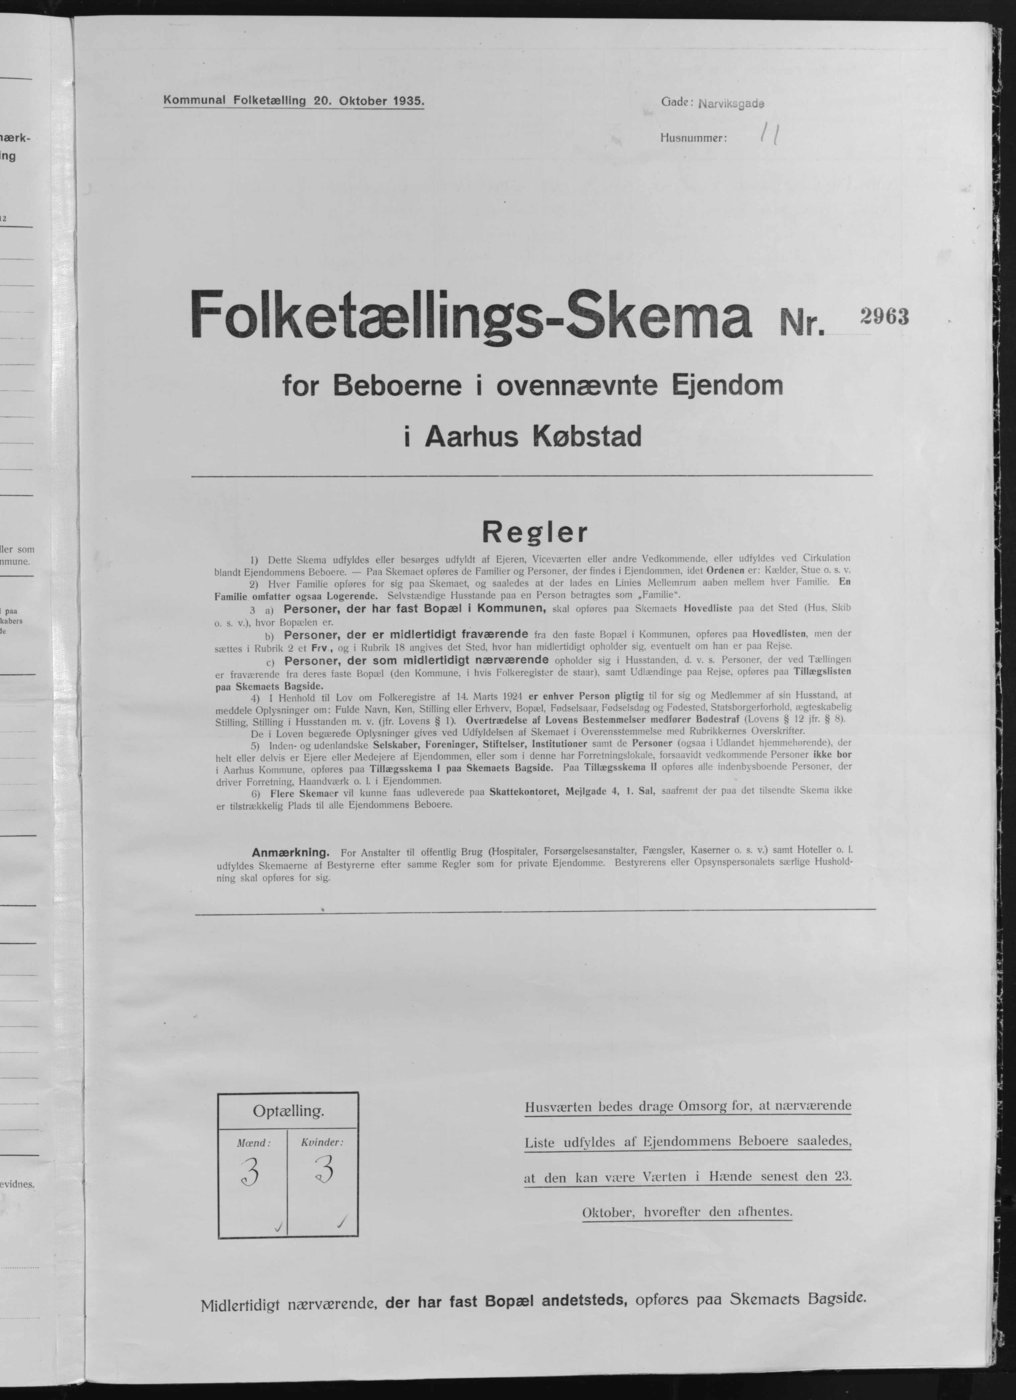 Kommunal Folketælling 20. Oktober 1935.
Gade: Narviksgade
Husnummer: 11
Folketællings-Skema Nr. 2963
for Beboerne i ovennævnte Ejendom
i Aarhus Købstad
Regler
1) Dette Skema udfyldes eller besørges udfyldt af Ejeren, Viceværten eller andre Vedkommende, eller udfyldes ved Cirkulation
blandt Ejendommens Beboere. — Paa Skemaet opføres de Familier og Personer, der findes i Ejendommen, idet Ordenen er: Kælder, Stue o. s. v.
2) Hver Familie opføres for sig paa Skemaet, og saaledes at der lades en Linies Mellemrum aaben mellem hver Familie. En
Familie omfatter ogsaa Logerende. Selvstændige Husstande paa en Person betragtes som „Familie“.
3 a) Personer, der har fast Bopæl i Kommunen, skal opføres paa Skemaets Hovedliste paa det Sted (Hus, Skib
o. s. v.), hvor Bopælen er.
b) Personer, der er midlertidigt fraværende fra den faste Bopæl i Kommunen, opføres paa Hovedlisten, men der
sættes i Rubrik 2 et Frv., og i Rubrik 18 angives det Sted, hvor han midlertidigt opholder sig, eventuelt om han er paa Rejse.
c) Personer, der som midlertidigt nærværende opholder sig i Husstanden, d. v. s. Personer, der ved Tællingen
er fraværende fra deres faste Bopæl (den Kommune, i hvis Folkeregister de staar), samt Udlændinge paa Rejse, opføres paa Tillægslisten
paa Skemaets Bagside.
4) I Henhold til Lov om Folkeregistre af 14. Marts 1924 er enhver Person pligtig til for sig og Medlemmer af sin Husstand, at
meddele Oplysninger om: Fulde Navn, Køn, Stilling eller Erhverv, Bopæl, Fødselsaar, Fødselsdag og Fødested, Statsborgerforhold, ægteskabelig
Stilling, Stilling i Husstanden m. v. (jfr. Lovens § 1). Overtrædelse af Lovens Bestemmelser medfører Bødestraf (Lovens § 12 jfr. § 8).
De i Loven begærede Oplysninger gives ved Udfyldelsen af Skemaet i Overensstemmelse med Rubrikkernes Overskrifter.
5) Inden- og udenlandske Selskaber, Foreninger, Stiftelser, Institutioner samt de Personer (ogsaa i Udlandet hjemmehørende), der
helt eller delvis er Ejere eller Medejere af Ejendommen, eller som i denne har Forretningslokale, forsaavidt vedkommende Personer ikke bor
i Aarhus Kommune, opføres paa Tillægsskema I paa Skemaets Bagside. Paa Tillægsskema II opføres alle indenbysboende Personer, der
driver Forretning, Haandværk o. l. i Ejendommen.
6) Flere Skemaer vil kunne faas udleverede paa Skattekontoret, Mejlgade 4, 1. Sal, saafremt der paa det tilsendte Skema ikke
er tilstrækkelig Plads til alle Ejendommens Beboere.
Anmærkning. For Anstalter til offentlig Brug (Hospitaler, Forsørgelsesanstalter, Fængsler, Kaserner o. s. v.) samt Hoteller o. l.
udfyldes Skemaerne af Bestyrerne efter samme Regler som for private Ejendomme. Bestyrerens eller Opsynspersonalets særlige Hushold-
ning skal opføres for sig.
Optælling.
Mænd: Kvinder:
3 3
Husværten bedes drage Omsorg for, at nærværende
Liste udfyldes af Ejendommens Beboere saaledes,
at den kan være Værten i Hænde senest den 23.
Oktober, hvorefter den afhentes.
Midlertidigt nærværende, der har fast Bopæl andetsteds, opføres paa Skemaets Bagside.